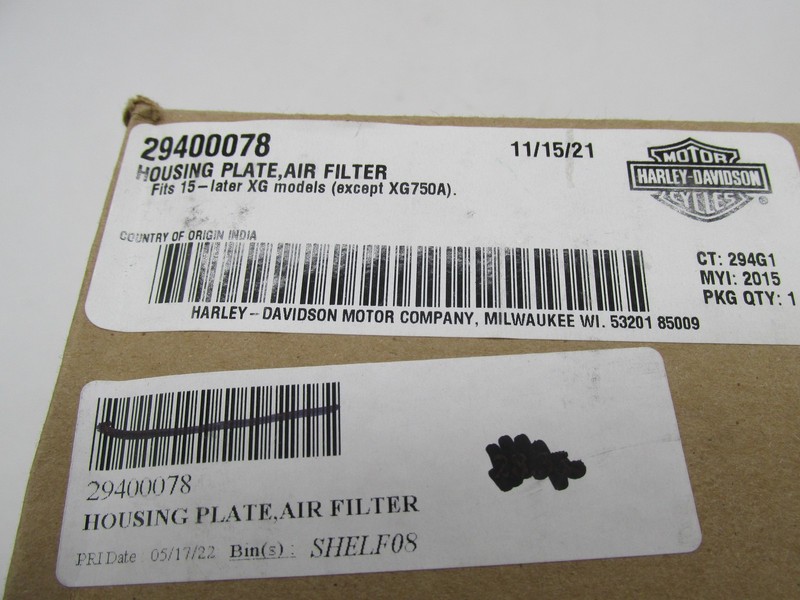 29400078
11/15/21
HOUSING PLATE,AIR FILTER
Fits 15-later XG models (except XG750A).
MOTOR
HARLEY-DAVIDSON
CYCLES
®
COUNTRY OF ORIGIN INDIA
CT: 294G1
MYI: 2015
PKG QTY: 1
HARLEY-DAVIDSON MOTOR COMPANY, MILWAUKEE WI. 53201 85009
29400078
HOUSING PLATE,AIR FILTER
PRI Date : 05/17/22 Bin(s) : SHELF08